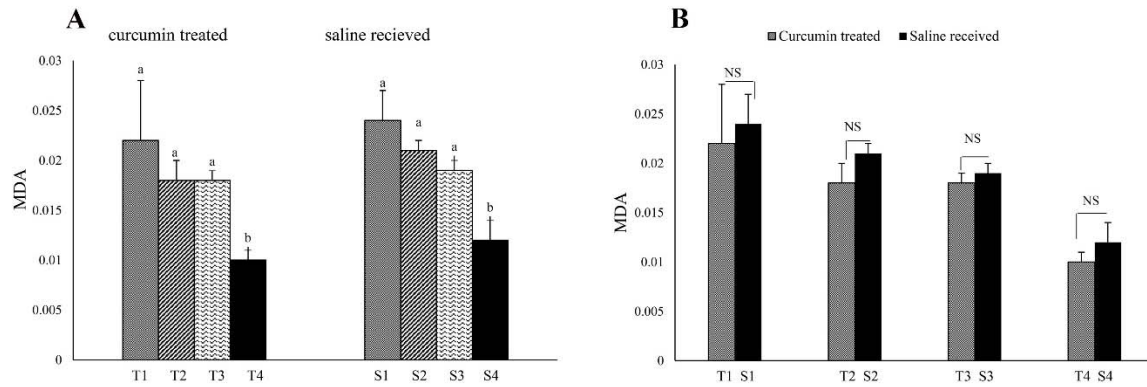 A
curcumin treated saline recieved
MDA
0.03
0.025
0.02
0.015
0.01
0.005
0
a
a
a
b
a
a
a
b
T1 T2 T3 T4 S1 S2 S3 S4
B
Curcumin treated Saline received
MDA
0.03
0.025
0.02
0.015
0.01
0.005
0
NS
NS
NS
NS
T1 S1 T2 S2 T3 S3 T4 S4